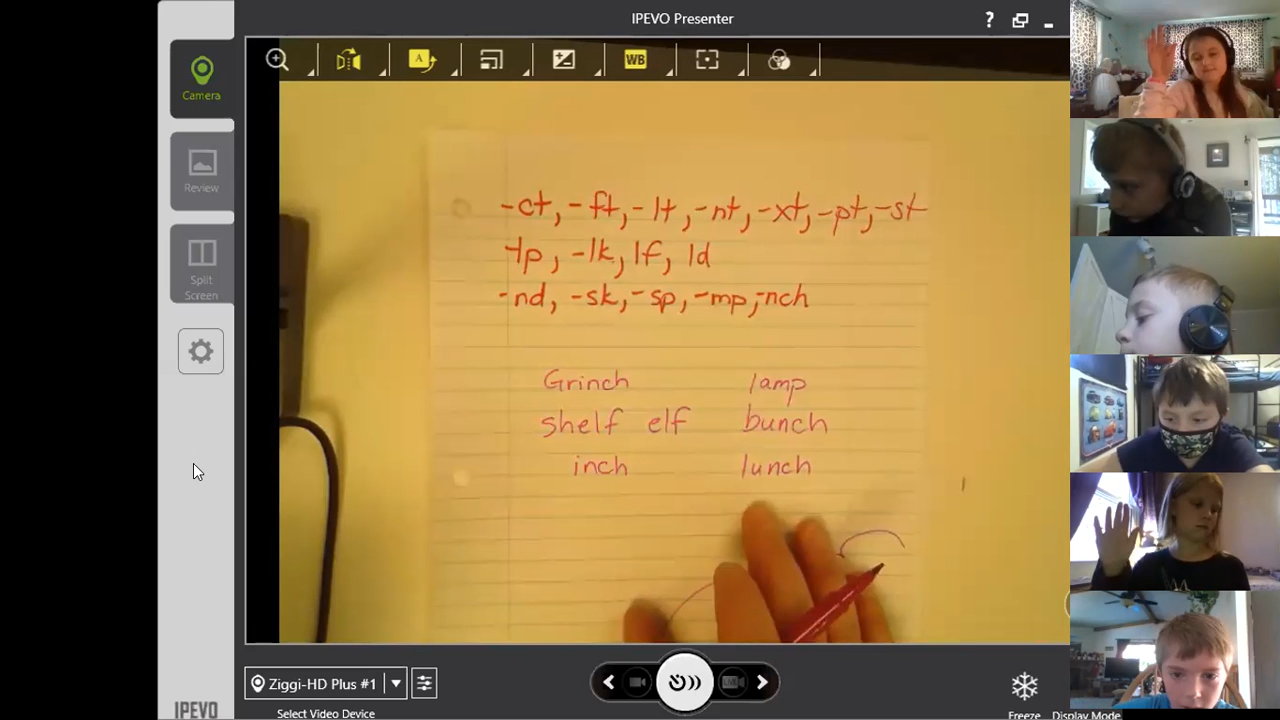 IPEVO Presenter
?
Camera
WB
Review
Split
Screen
-ct, -ft, -lt, -nt, -xt, -pt, -st
-lp, -lk, lf, ld
-nd, -sk, -sp, -mp, -nch
Grinch lamp
shelf elf bunch
inch lunch
Ziggi-HD Plus #1
Select Video Device
Freeze
Display Mode
IPEVO